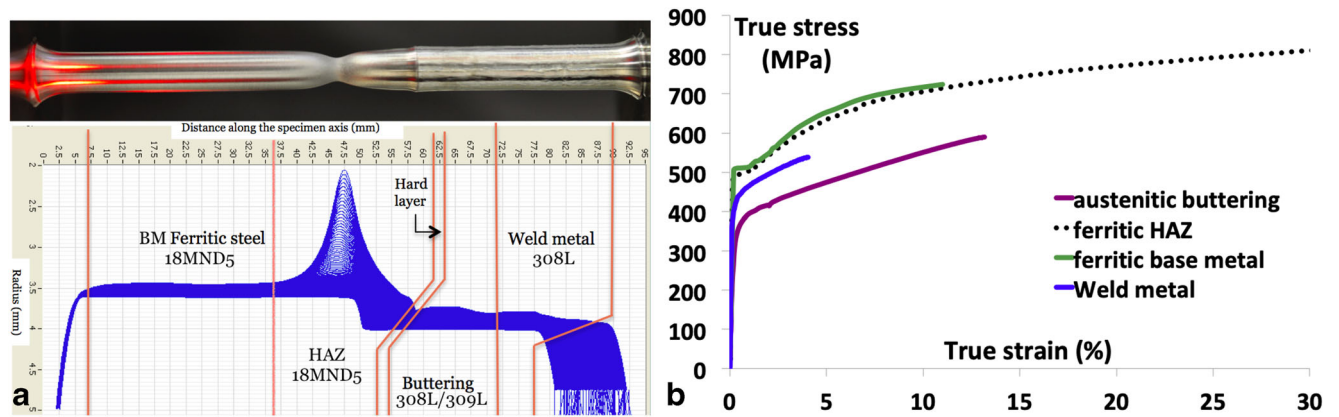 Distance along the specimen axis (mm)
0 2.5 5 7.5 10 12.5 15 17.5 20 22.5 25 27.5 30 32.5 35 37.5 40 42.5 45 47.5 50 52.5 55 57.5 60 62.5 65 67.5 70 72.5 75 77.5 80 82.5 85 87.5 90 92.5 95
2
2.5
3
3.5
4
4.5
5
Radius (mm)
Hard
layer
BM Ferritic steel
18MND5
Weld metal
308L
HAZ
18MND5
Buttering
308L/309L
a
True stress
(MPa)
900
800
700
600
500
400
300
200
100
0
austenitic buttering
ferritic HAZ
ferritic base metal
Weld metal
True strain (%)
0 5 10 15 20 25 30
b